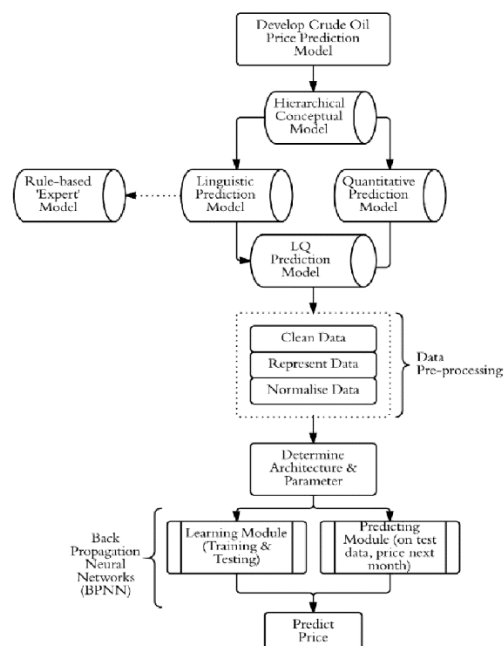 Develop Crude Oil
Price Prediction
Model
Hierarchical
Conceptual
Model
Rule-based
'Expert'
Model
Linguistic
Prediction
Model
Quantitative
Prediction
Model
LQ
Prediction
Model
Clean Data
Represent Data
Normalise Data
Data
Pre-processing
Determine
Architecture &
Parameter
Back
Propagation
Neural
Networks
(BPNN)
Learning Module
(Training &
Testing)
Predicting
Module (on test
data, price next
month)
Predict
Price